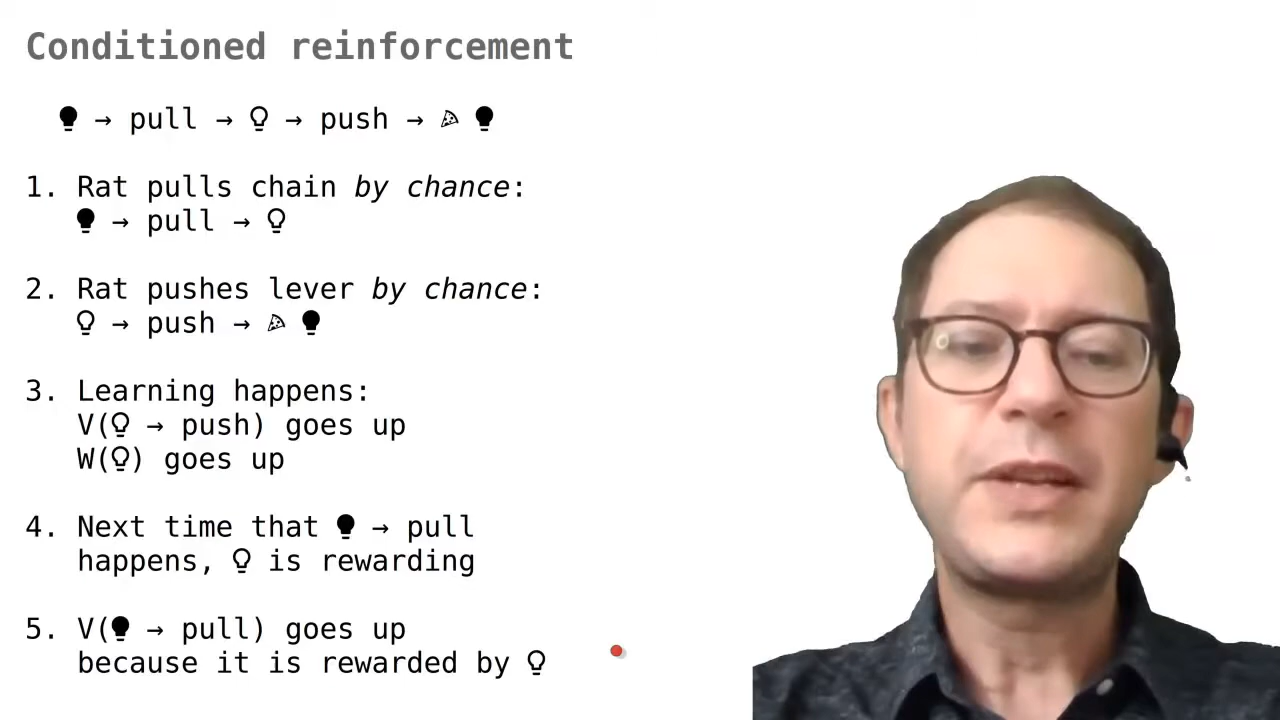 Conditioned reinforcement
→ pull → → push →
1. Rat pulls chain by chance:
→ pull →
2. Rat pushes lever by chance:
→ push →
3. Learning happens:
V( → push) goes up
W( ) goes up
4. Next time that → pull
happens, is rewarding
5. V( → pull) goes up
because it is rewarded by